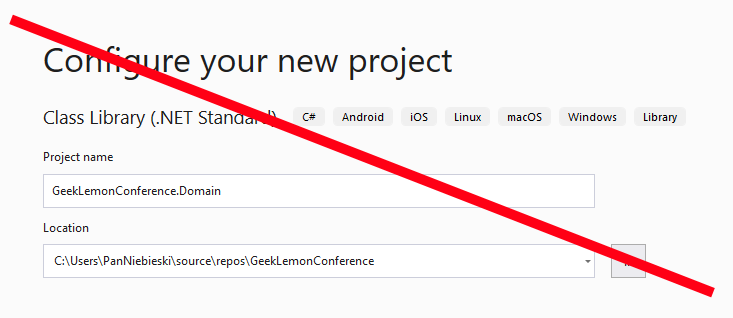 Configure your new project
Class Library (.NET Standard) C# Android iOS Linux macOS Windows Library
Project name
GeekLemonConference.Domain
Location
C:\Users\PanNiebieski\source\repos\GeekLemonConference